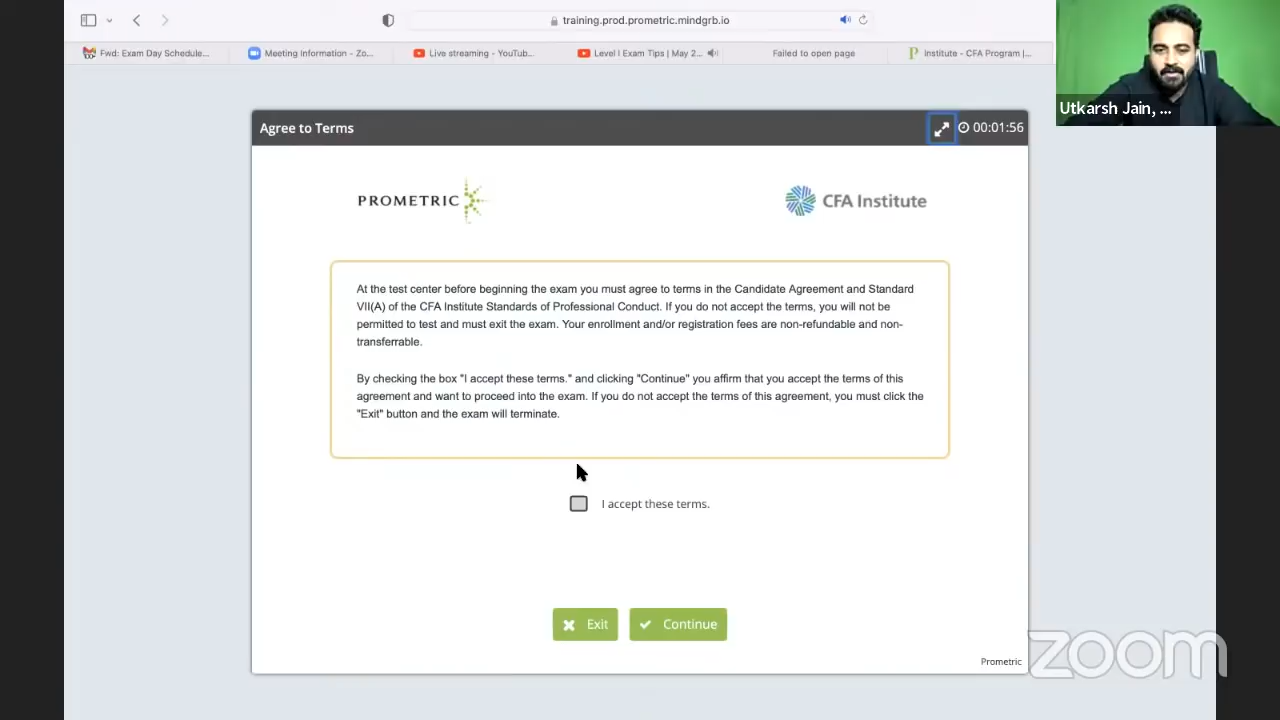 training.prod.prometric.mindgrb.io
Fwd: Exam Day Schedule...
Meeting Information - Zo...
Live streaming - YouTub...
Level I Exam Tips | May 2...
Failed to open page
Institute - CFA Program |...
Utkarsh Jain, ...
Agree to Terms
00:01:56
PROMETRIC
CFA Institute
At the test center before beginning the exam you must agree to terms in the Candidate Agreement and Standard
VII(A) of the CFA Institute Standards of Professional Conduct. If you do not accept the terms, you will not be
permitted to test and must exit the exam. Your enrollment and/or registration fees are non-refundable and non-
transferrable.
By checking the box "I accept these terms." and clicking "Continue" you affirm that you accept the terms of this
agreement and want to proceed into the exam. If you do not accept the terms of this agreement, you must click the
"Exit" button and the exam will terminate.
I accept these terms.
Exit
Continue
Prometric
zoom